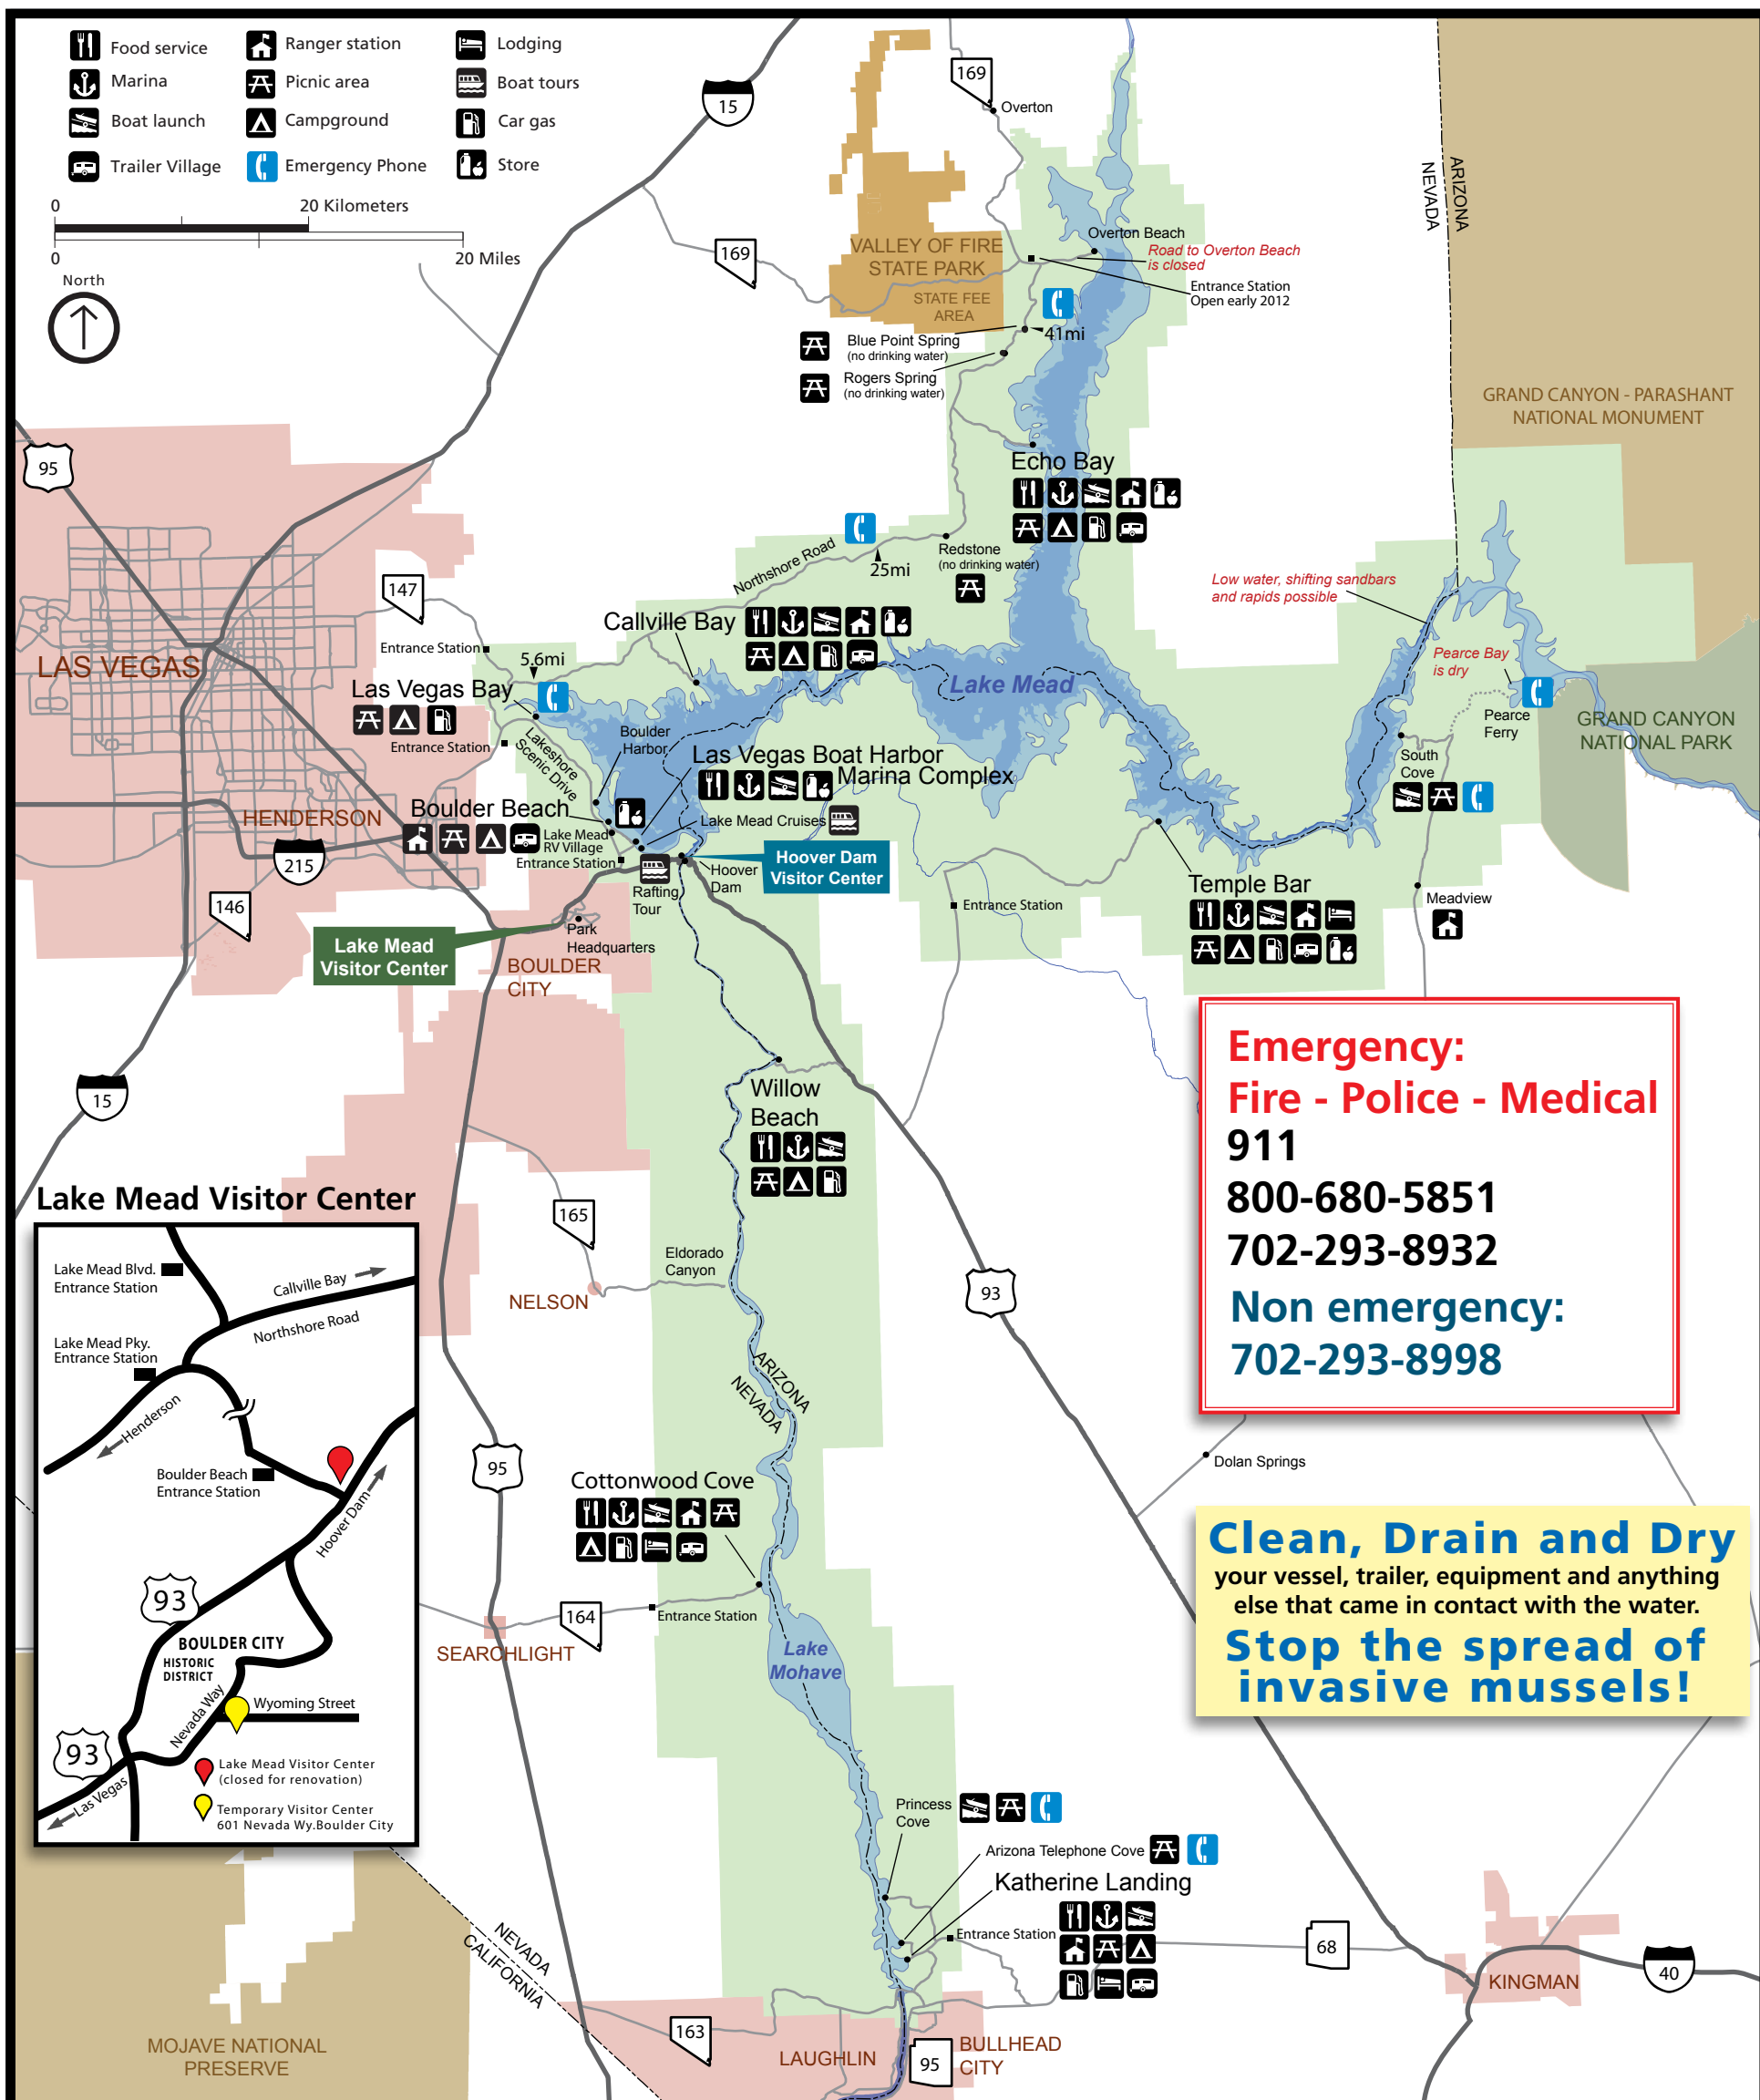 Food service
Marina
Boat launch
Trailer Village
Ranger station
Picnic area
Campground
Emergency Phone
Lodging
Boat tours
Car gas
Store
0
20 Kilometers
0
20 Miles
North
15
169
Overton
169
VALLEY OF FIRE
STATE PARK
STATE FEE
AREA
NEVADA
ARIZONA
Overton Beach
Road to Overton Beach
is closed
Entrance Station
Open early 2012
41mi
Blue Point Spring
(no drinking water)
Rogers Spring
(no drinking water)
GRAND CANYON - PARASHANT
NATIONAL MONUMENT
95
Echo Bay
Northshore Road
25mi
Redstone
(no drinking water)
Low water, shifting sandbars
and rapids possible
147
Callville Bay
Entrance Station
5.6mi
LAS VEGAS
Las Vegas Bay
Entrance Station
Lake Mead
Pearce Bay
is dry
Pearce
Ferry
GRAND CANYON
NATIONAL PARK
Lakeshore
Scenic Drive
Boulder
Harbor
Las Vegas Boat Harbor
Marina Complex
South
Cove
HENDERSON
Boulder Beach
Lake Mead
RV Village
Entrance Station
Lake Mead Cruises
215
Hoover Dam
Visitor Center
Hoover
Dam
Rafting
Tour
Temple Bar
Meadview
Entrance Station
146
Park
Headquarters
Lake Mead
Visitor Center
BOULDER
CITY
15
Willow
Beach
Emergency:
Fire - Police - Medical
911
800-680-5851
702-293-8932
Non emergency:
702-293-8998
165
Eldorado
Canyon
NELSON
93
ARIZONA
NEVADA
95
Dolan Springs
Cottonwood Cove
164
Entrance Station
SEARCHLIGHT
Lake
Mohave
Clean, Drain and Dry
your vessel, trailer, equipment and anything
else that came in contact with the water.
Stop the spread of
invasive mussels!
Lake Mead Visitor Center
Lake Mead Blvd.
Entrance Station
Callville Bay
Northshore Road
Lake Mead Pky.
Entrance Station
Henderson
Boulder Beach
Entrance Station
Hoover Dam
93
BOULDER CITY
HISTORIC
DISTRICT
Nevada Way
Wyoming Street
93
Las Vegas
Lake Mead Visitor Center
(closed for renovation)
Temporary Visitor Center
601 Nevada Wy.Boulder City
Princess
Cove
Arizona Telephone Cove
Katherine Landing
Entrance Station
68
KINGMAN
40
NEVADA
CALIFORNIA
MOJAVE NATIONAL
PRESERVE
163
LAUGHLIN
95
BULLHEAD
CITY